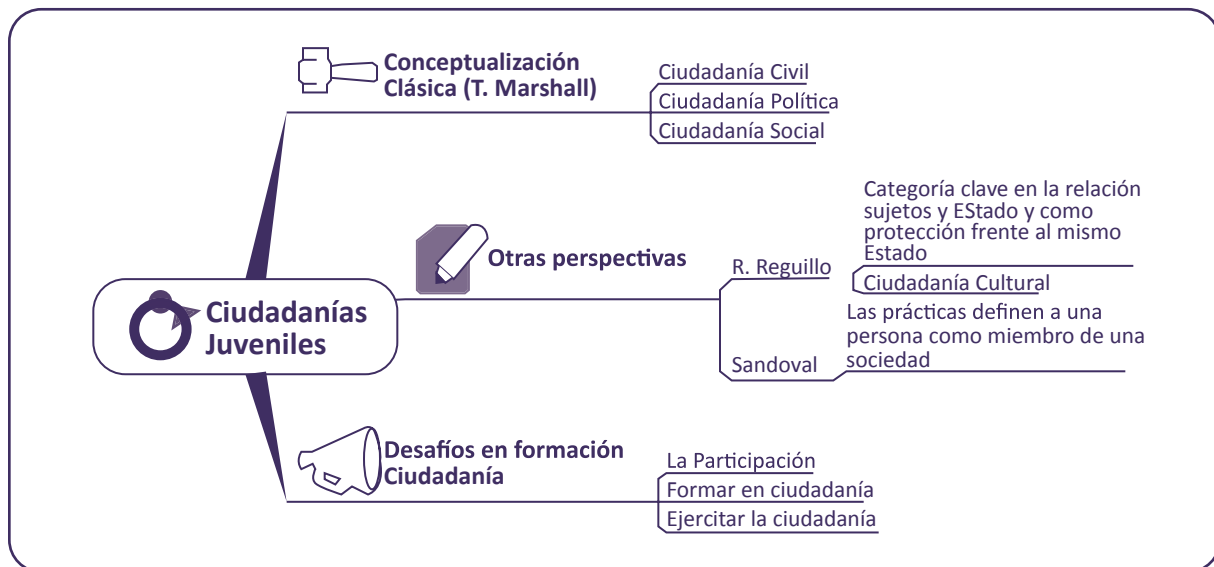 Conceptualización
Clásica (T. Marshall)
Ciudadanía Civil
Ciudadanía Política
Ciudadanía Social
Otras perspectivas
R. Reguillo
Categoría clave en la relación
sujetos y EStado y como
protección frente al mismo
Estado
Ciudadanía Cultural
Sandoval
Las prácticas definen a una
persona como miembro de una
sociedad
Ciudadanías
Juveniles
Desafíos en formación
Ciudadanía
La Participación
Formar en ciudadanía
Ejercitar la ciudadanía